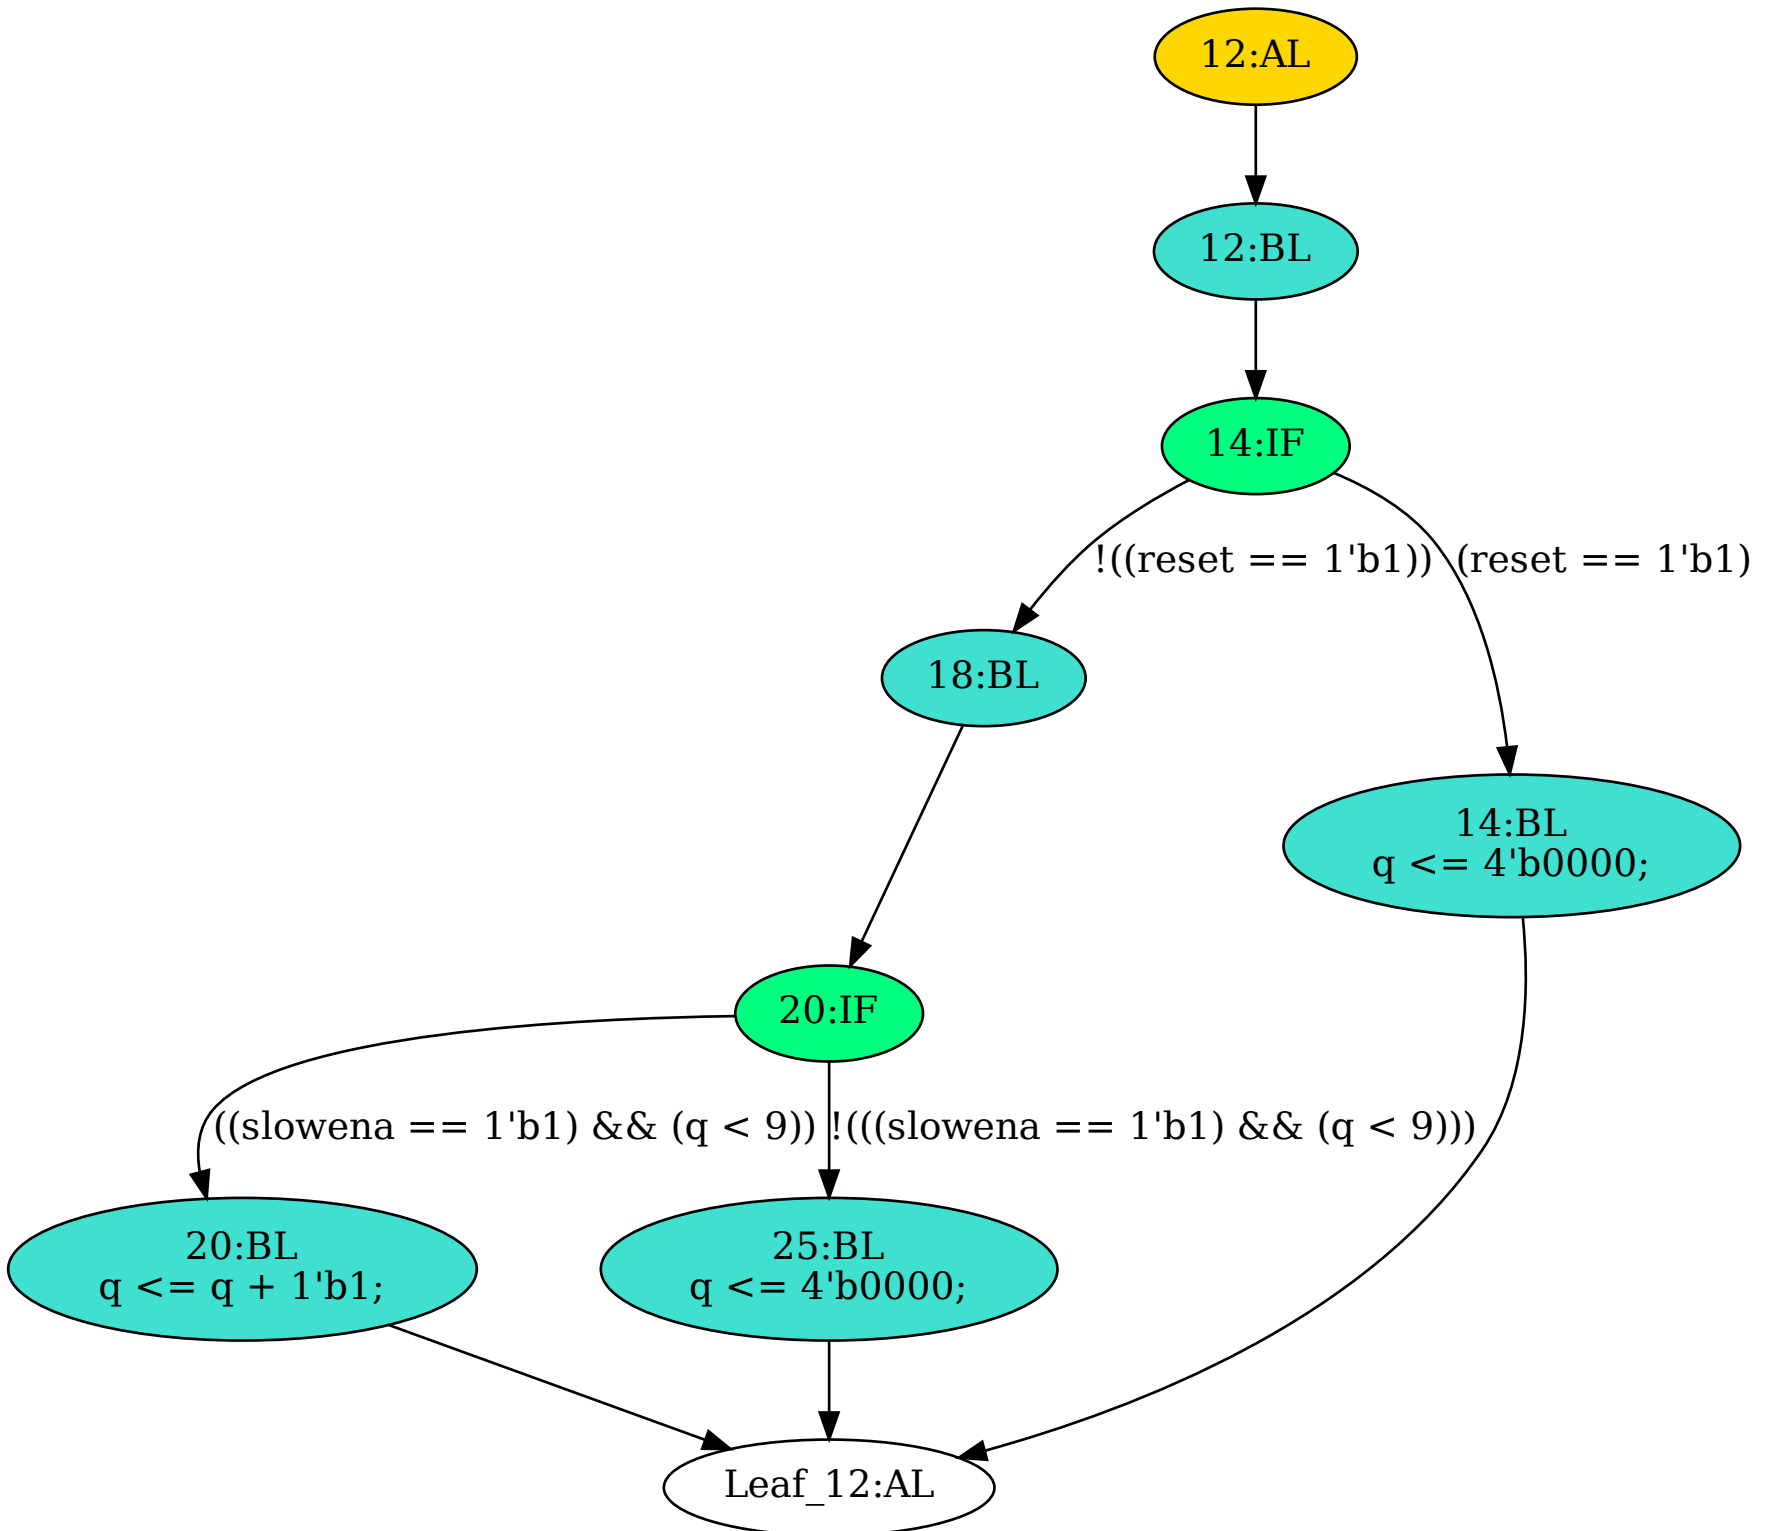 12:AL
12:BL
14:IF
!((reset == 1'b1))
(reset == 1'b1)
18:BL
14:BL
q <= 4'b0000;
20:IF
((slowena == 1'b1) && (q < 9))
!(((slowena == 1'b1) && (q < 9)))
20:BL
q <= q + 1'b1;
25:BL
q <= 4'b0000;
Leaf_12:AL